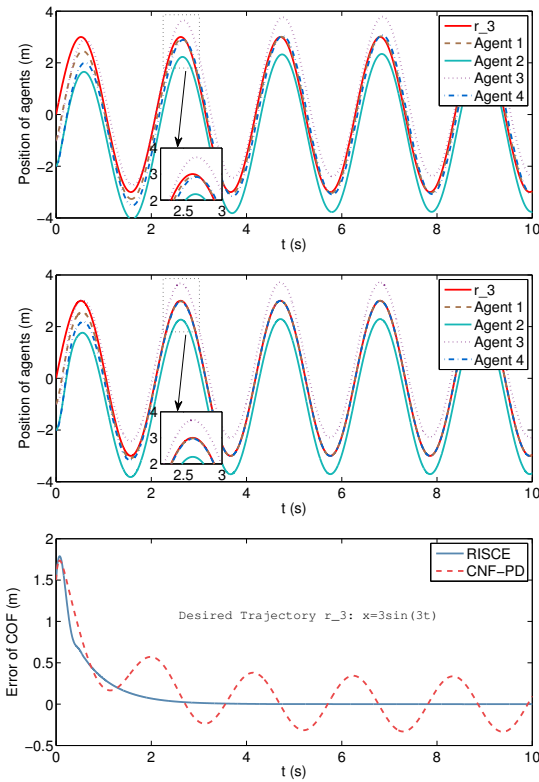 4
2
0
−2
−4
0
2
4
6
8
10
t (s)
Position of agents (m)
r_3
Agent 1
Agent 2
Agent 3
Agent 4
4
3
2
2.5
3
4
2
0
−2
−4
0
2
4
6
8
10
t (s)
Position of agents (m)
r_3
Agent 1
Agent 2
Agent 3
Agent 4
4
3
2
2.5
3
2
1.5
1
0.5
0
−0.5
0
2
4
6
8
10
t (s)
Error of COF (m)
RISCE
CNF−PD
Desired Trajectory r_3: x=3sin(3t)